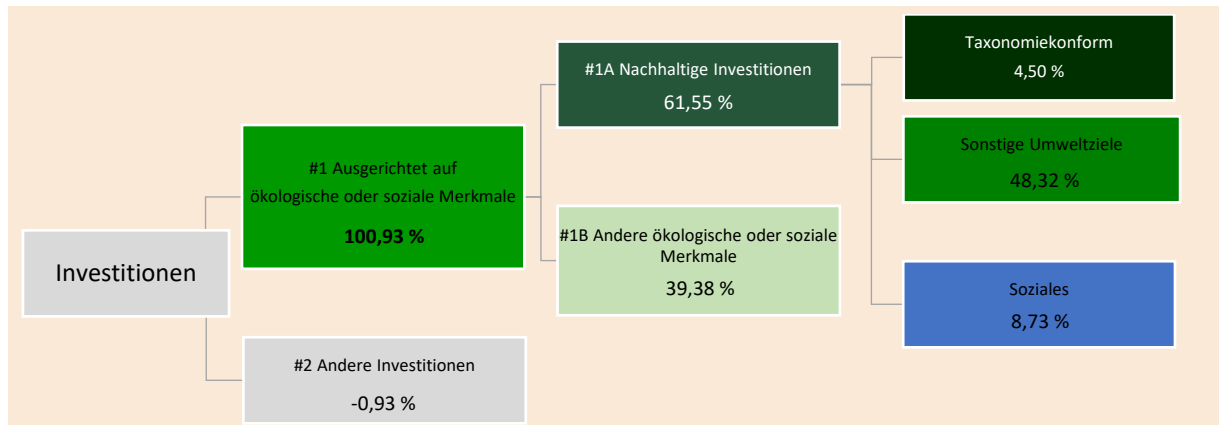 Investitionen
#1 Ausgerichtet auf
ökologische oder soziale Merkmale
100,93 %
#2 Andere Investitionen
-0,93 %
#1A Nachhaltige Investitionen
61,55 %
#1B Andere ökologische oder soziale
Merkmale
39,38 %
Taxonomiekonform
4,50 %
Sonstige Umweltziele
48,32 %
Soziales
8,73 %